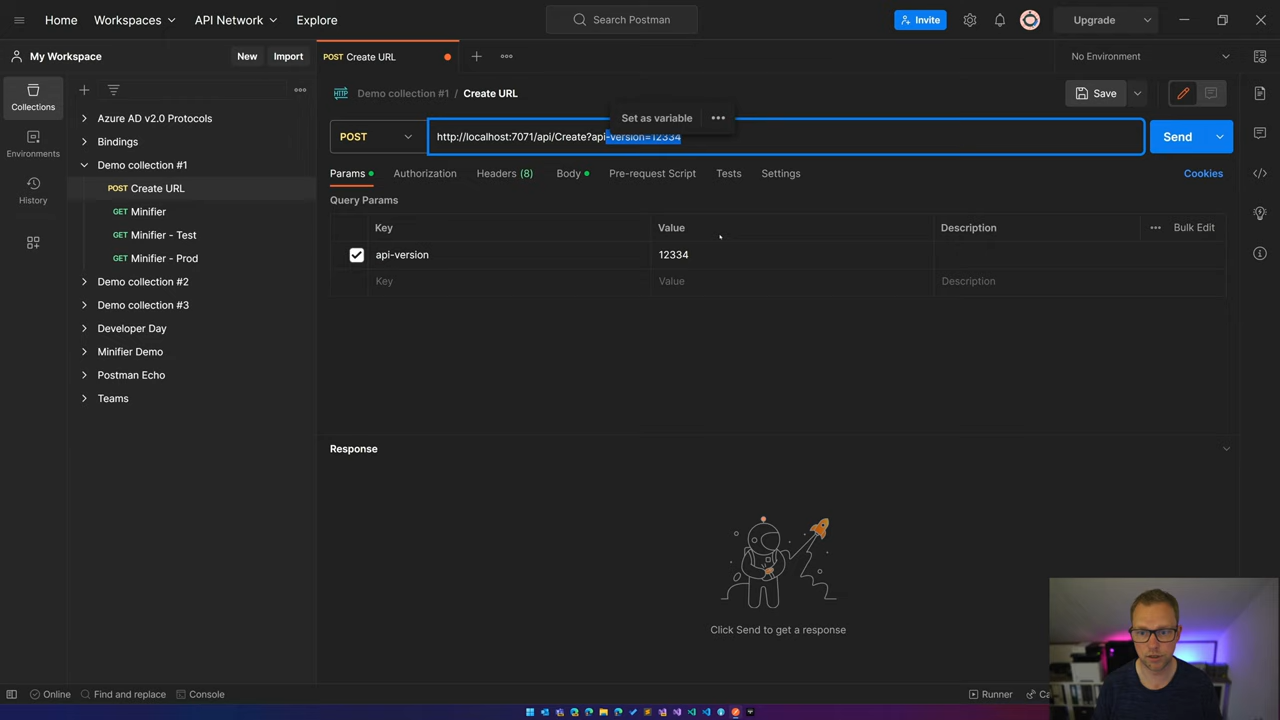 Home
Workspaces
API Network
Explore
Search Postman
Invite
Upgrade
My Workspace
New
Import
POST Create URL
No Environment
Collections
Environments
History
Azure AD v2.0 Protocols
Bindings
Demo collection #1
POST Create URL
GET Minifier
GET Minifier - Test
GET Minifier - Prod
Demo collection #2
Demo collection #3
Developer Day
Minifier Demo
Postman Echo
Teams
HTTP Demo collection #1 / Create URL
Save
Set as variable
POST
http://localhost:7071/api/Create?api-version=12334
Send
Params
Authorization
Headers (8)
Body
Pre-request Script
Tests
Settings
Cookies
Query Params
Key
Value
Description
Bulk Edit
api-version
12334
Key
Value
Description
Response
Click Send to get a response
Online
Find and replace
Console
Runner
Ca